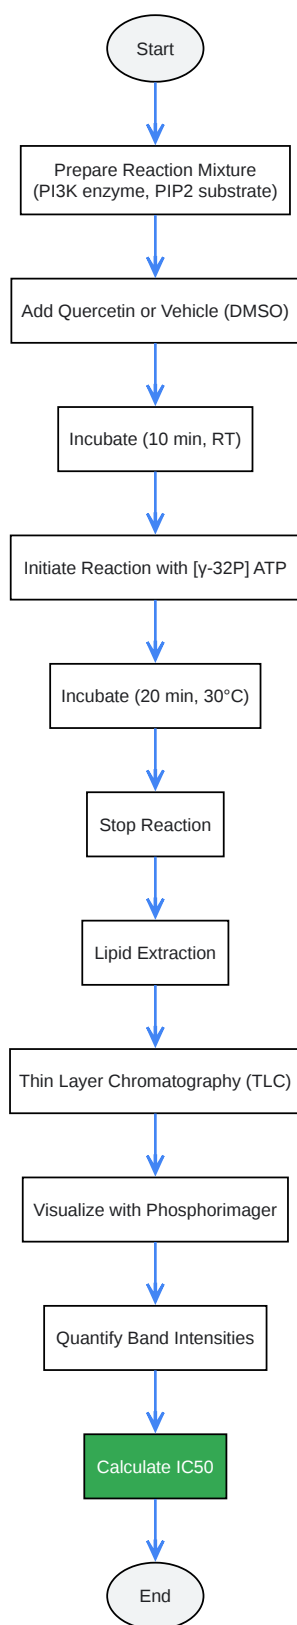 Start
Prepare Reaction Mixture
(PI3K enzyme, PIP2 substrate)
Add Quercetin or Vehicle (DMSO)
Incubate (10 min, RT)
Initiate Reaction with [γ-32P] ATP
Incubate (20 min, 30°C)
Stop Reaction
Lipid Extraction
Thin Layer Chromatography (TLC)
Visualize with Phosphorimager
Quantify Band Intensities
Calculate IC50
End